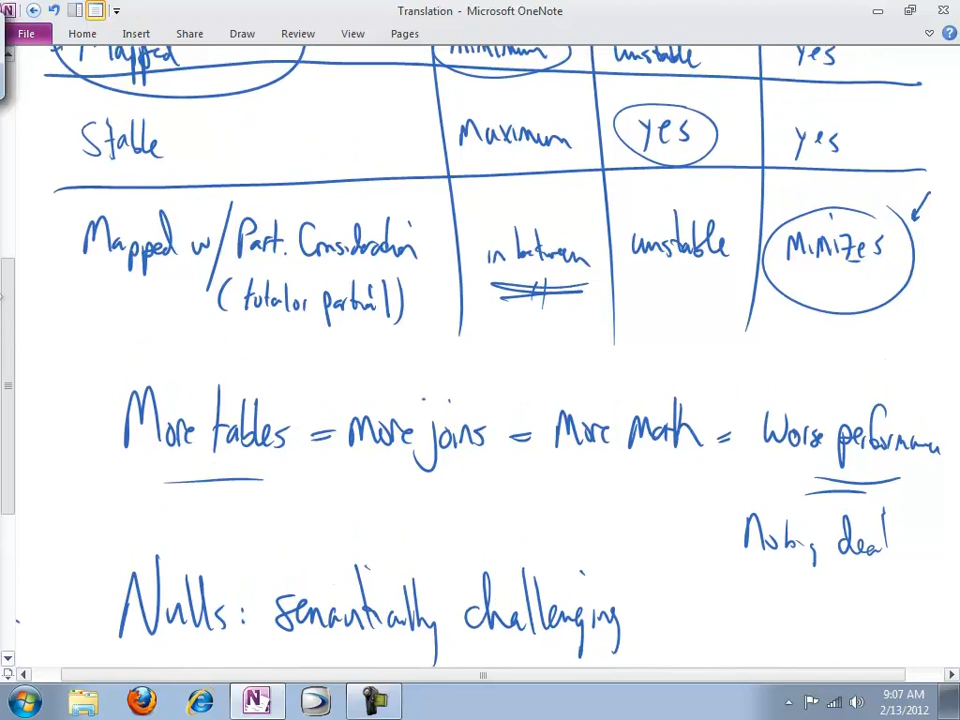 Translation - Microsoft OneNote
File Home Insert Share Draw Review View Pages
Mapped minimum unstable yes
Stable Maximum yes yes
Mapped w/ Part. Consideration in between unstable Minimizes
(total or partial)
More tables = more joins = More Math = Worse performance
No big deal
Nulls: semantically challenging
9:07 AM
2/13/2012